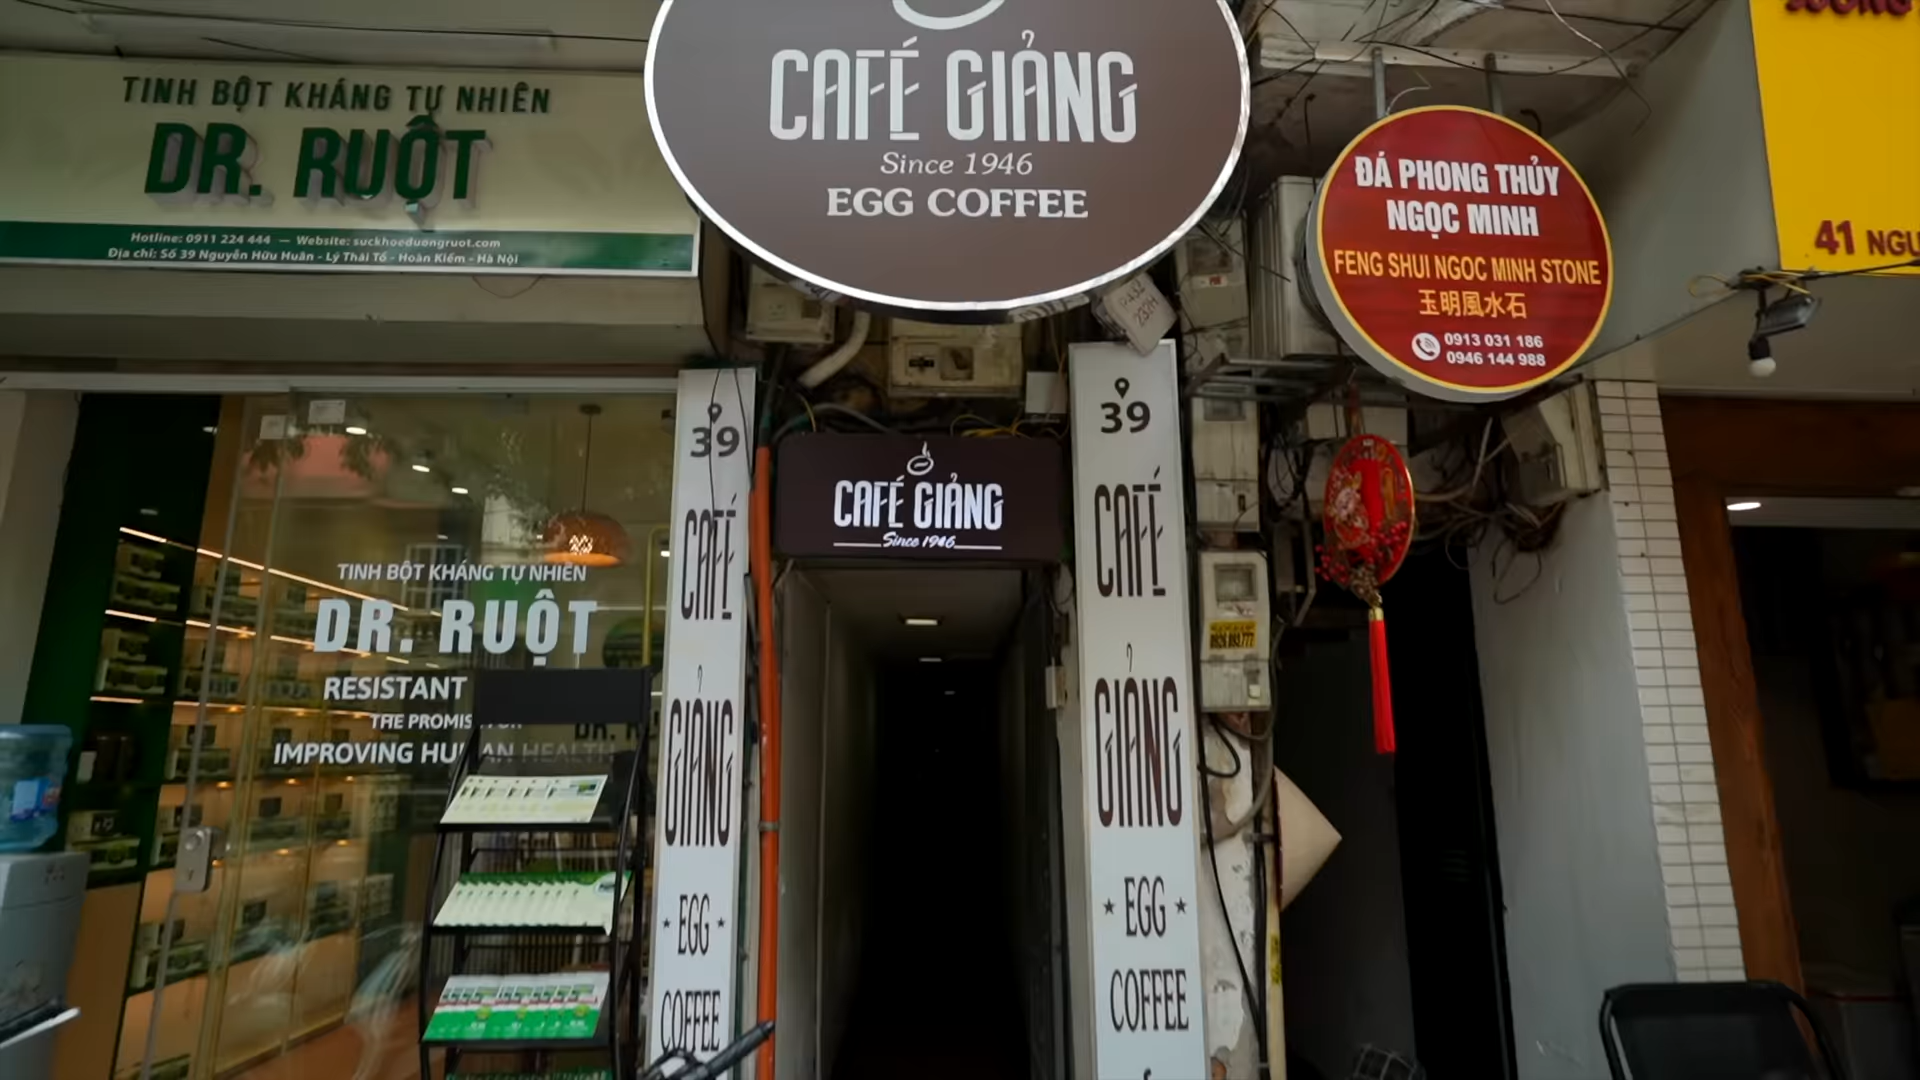 TINH BỘT KHÁNG TỰ NHIÊN
DR. RUỘT
Hotline: 0911 224 444 — Website: suckhoeduongruot.com
Địa chỉ: Số 39 Nguyễn Hữu Huân - Lý Thái Tổ - Hoàn Kiếm - Hà Nội
CAFÉ GIẢNG
Since 1946
EGG COFFEE
ĐÁ PHONG THỦY
NGỌC MINH
FENG SHUI NGOC MINH STONE
玉明風水石
0913 031 186
0946 144 988
41 NGU
TINH BỘT KHÁNG TỰ NHIÊN
DR. RUỘT
RESISTANT
THE PROMIS
IMPROVING HUMAN HEALTH
39
CAFÉ
GIẢNG
EGG
COFFEE
CAFÉ GIẢNG
Since 1946
39
CAFÉ
GIẢNG
EGG
COFFEE